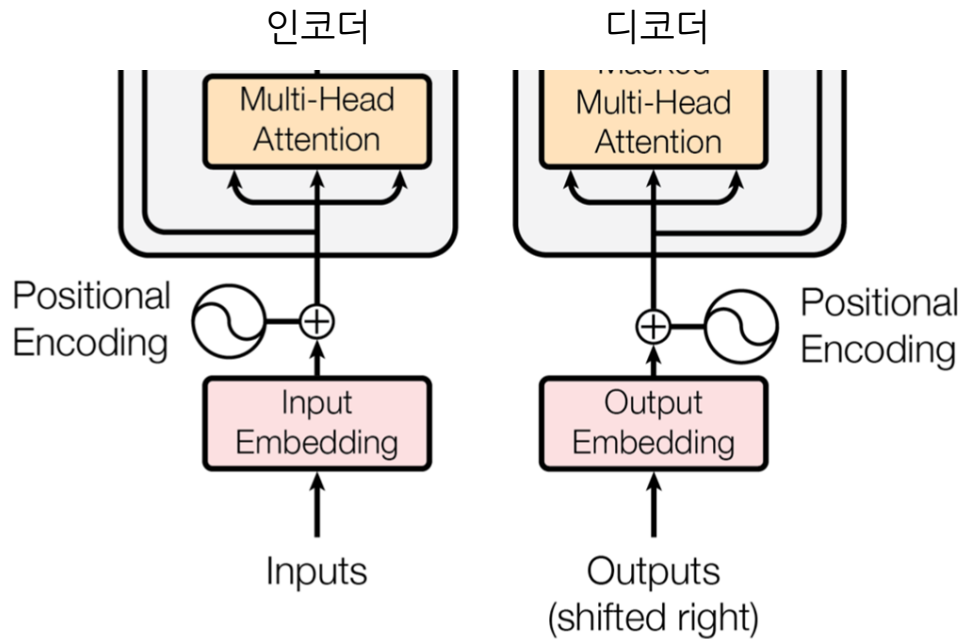 인코더
디코더
Multi-Head
Attention
Masked
Multi-Head
Attention
Positional
Encoding
Positional
Encoding
Input
Embedding
Output
Embedding
Inputs
Outputs
(shifted right)